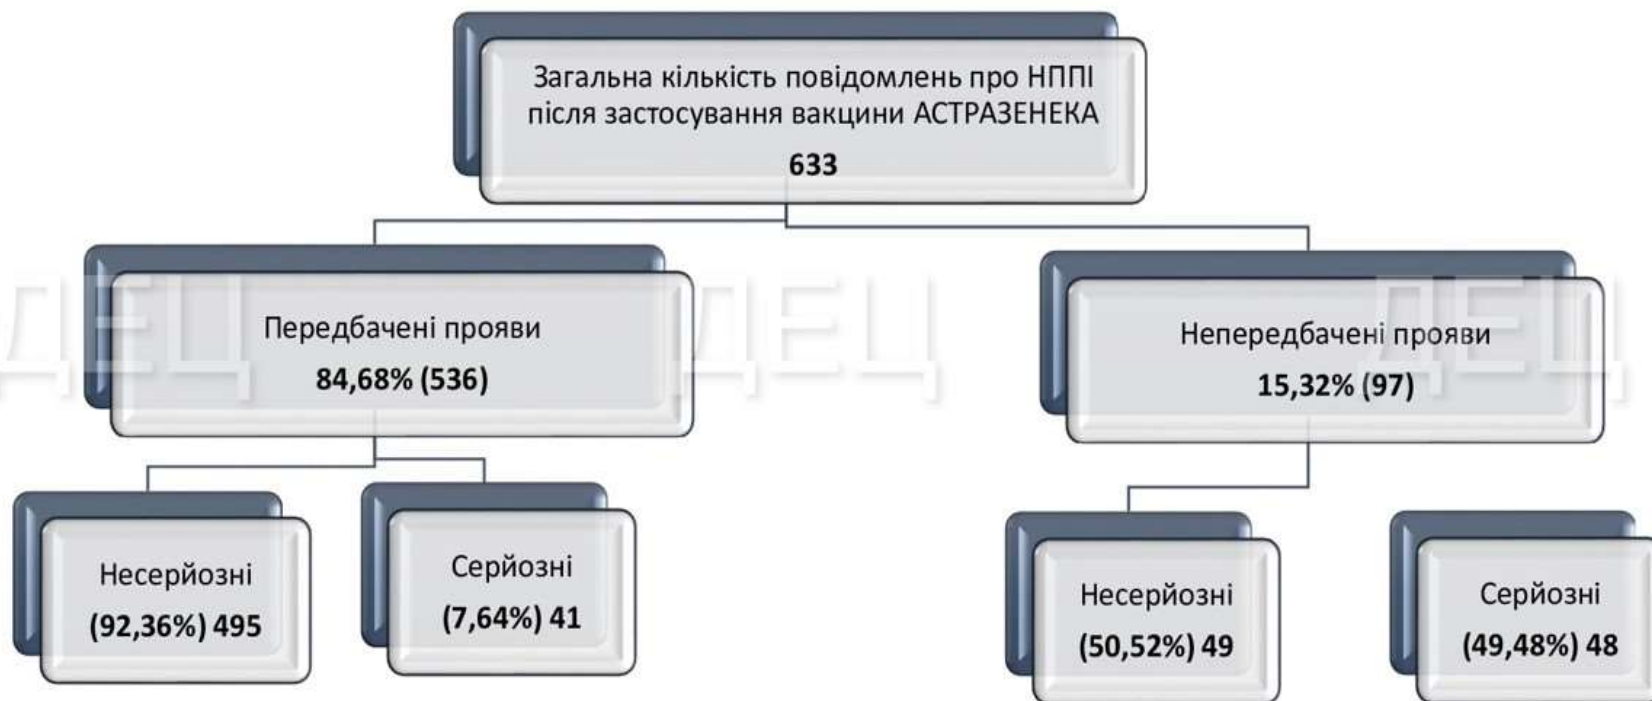 Загальна кількість повідомлень про НППІ
після застосування вакцини АСТРАЗЕНЕКА
633
Передбачені прояви
84,68% (536)
Непередбачені прояви
15,32% (97)
Несерйозні
(92,36%) 495
Серйозні
(7,64%) 41
Несерйозні
(50,52%) 49
Серйозні
(49,48%) 48
ДЕЦ
ДЕЦ
ДЕЦ